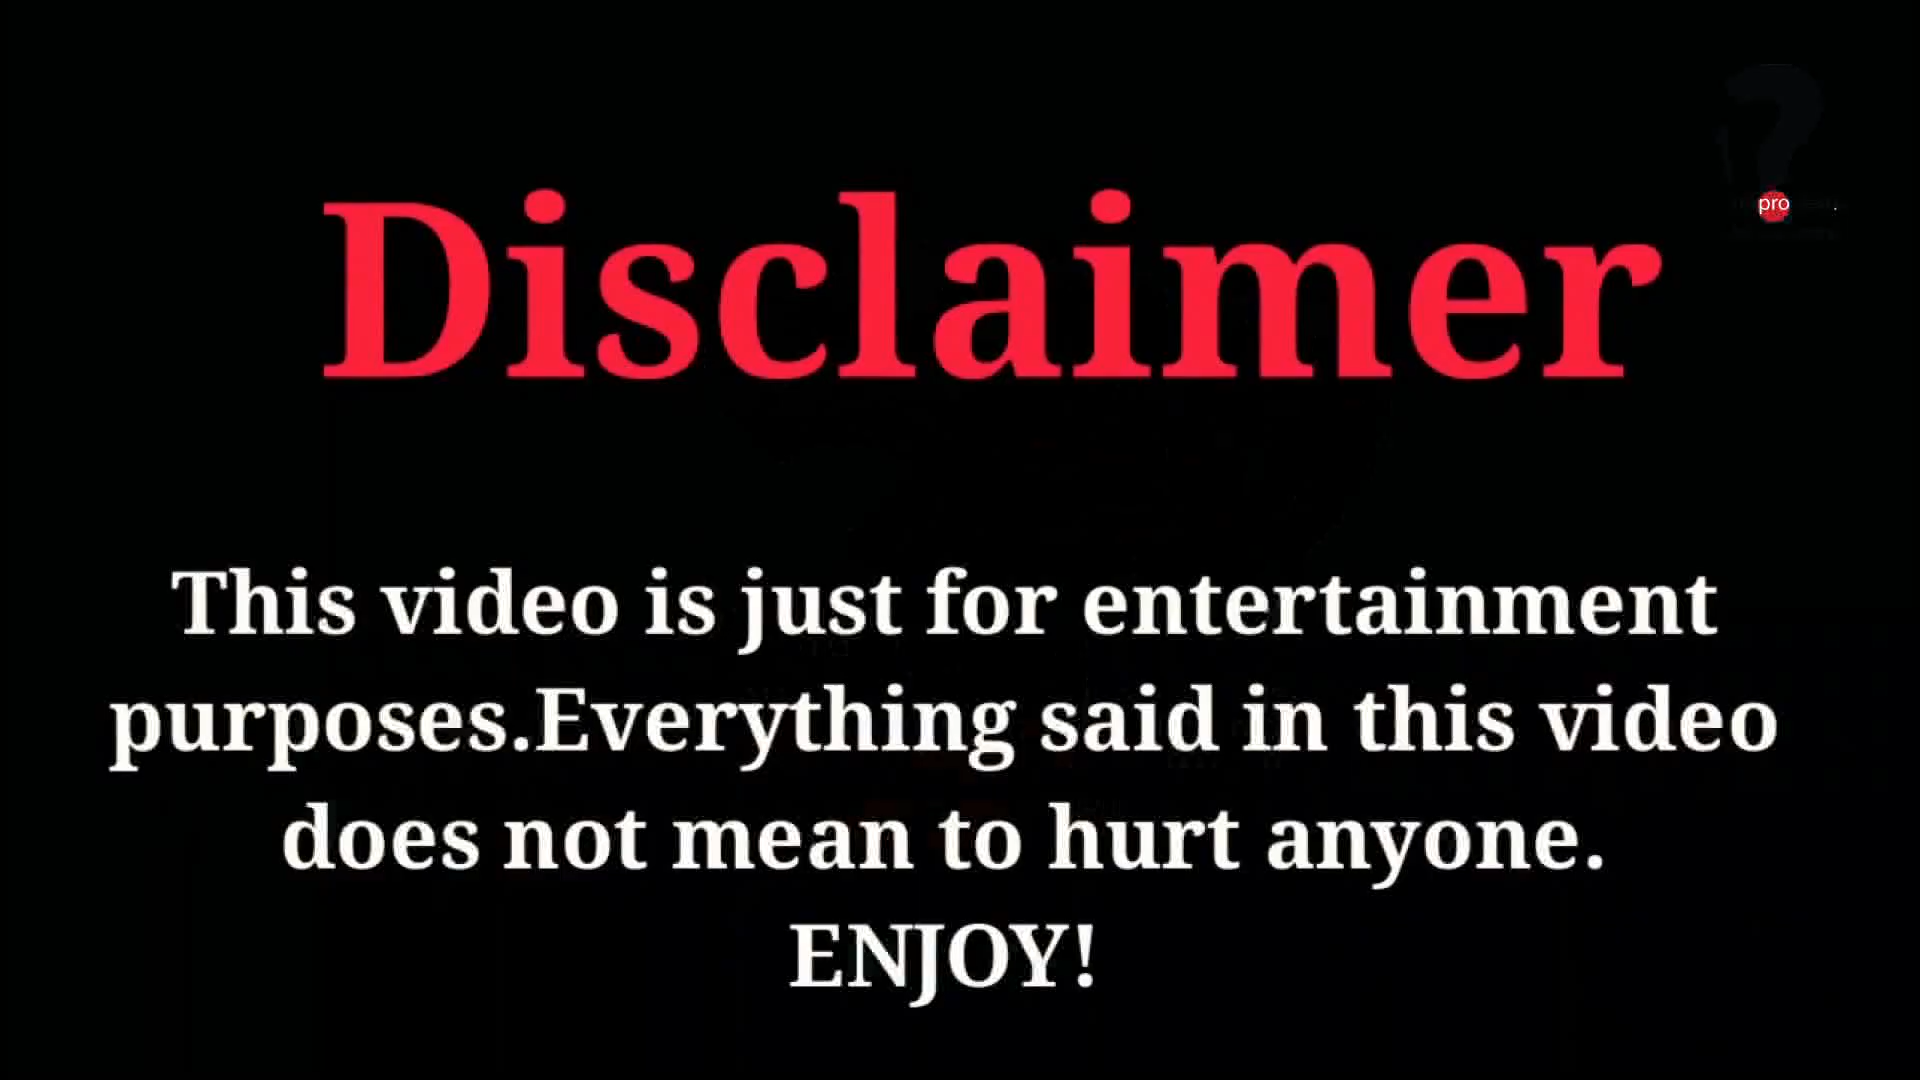 pro
Disclaimer
This video is just for entertainment
purposes.Everything said in this video
does not mean to hurt anyone.
ENJOY!